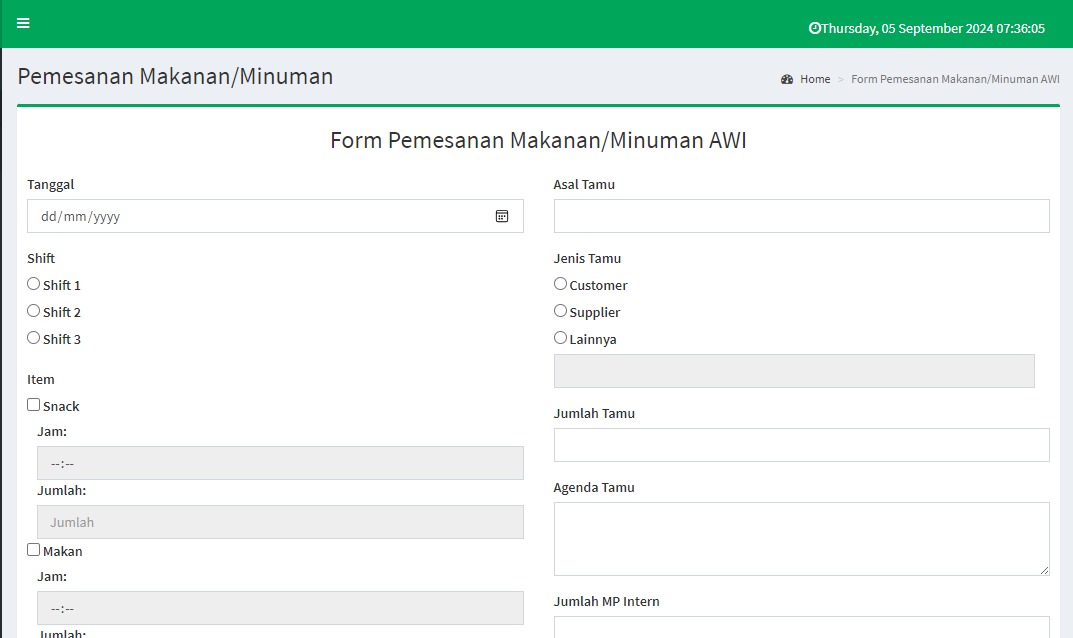 Thursday, 05 September 2024 07:36:05
Pemesanan Makanan/Minuman
Home > Form Pemesanan Makanan/Minuman AWI
Form Pemesanan Makanan/Minuman AWI
Tanggal
dd/mm/yyyy
Shift
Shift 1
Shift 2
Shift 3
Item
Snack
Jam:
--:--
Jumlah:
Jumlah
Makan
Jam:
--:--
Jumlah:
Asal Tamu
Jenis Tamu
Customer
Supplier
Lainnya
Jumlah Tamu
Agenda Tamu
Jumlah MP Intern